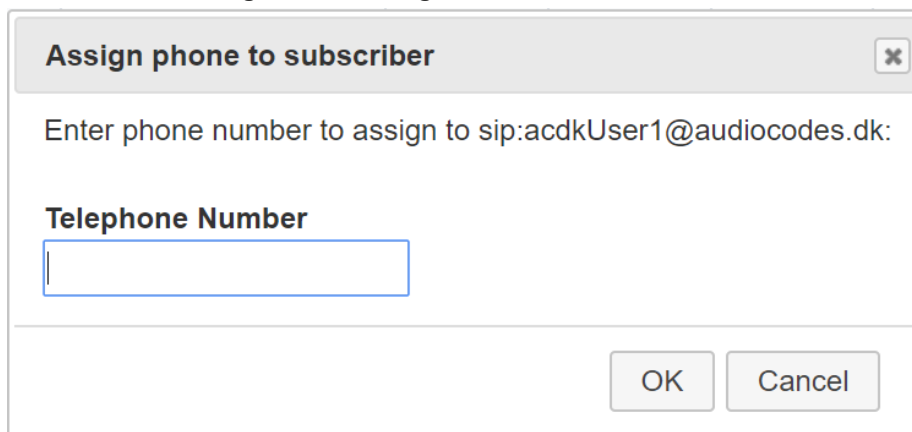 Assign phone to subscriber
Enter phone number to assign to sip:acdkUser1@audiocodes.dk:
Telephone Number
OK Cancel